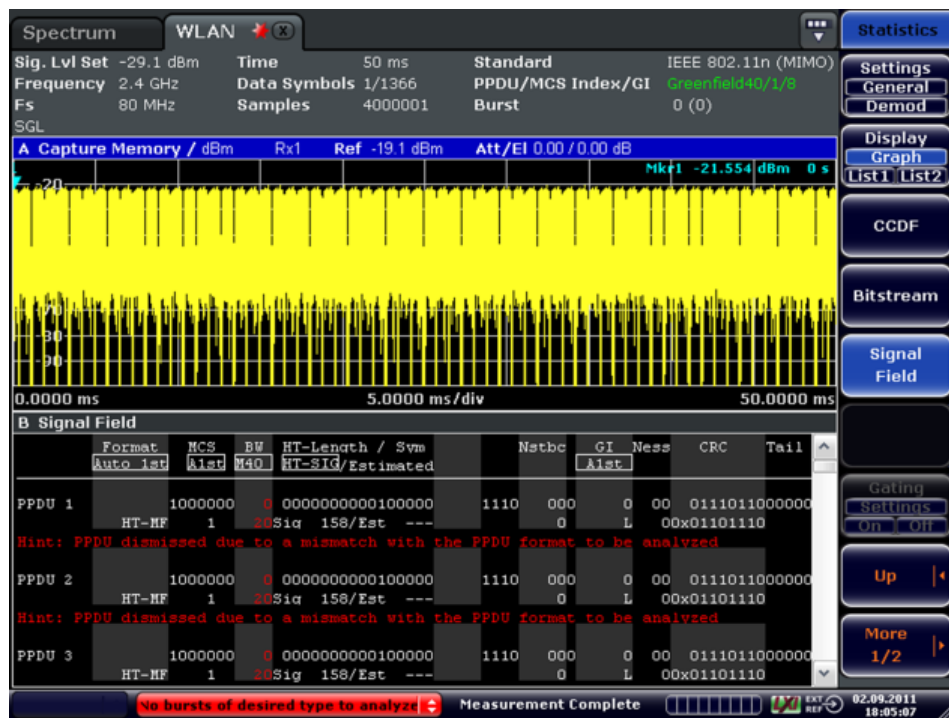 Spectrum WLAN Statistics
Sig. Lvl Set -29.1 dBm Time 50 ms Standard IEEE 802.11n (MIMO)
Frequency 2.4 GHz Data Symbols 1/1366 PPDU/MCS Index/GI Greenfield40/1/8
Fs 80 MHz Samples 4000001 Burst 0 (0)
SGL
A Capture Memory / dBm Rx1 Ref -19.1 dBm Att/El 0.00 / 0.00 dB
Mkr1 -21.554 dBm 0 s
-20
-70
-80
-90
0.0000 ms 5.0000 ms/div 50.0000 ms
B Signal Field
Format MCS BW HT-Length / Sym Nstbc GI Ness CRC Tail
Auto 1st A1st M40 HT-SIG/Estimated A1st
PPDU 1 1000000 0 0000000000100000 1110 000 0 00 0111011000000
HT-MF 1 20Sig 158/Est --- 0 L 00x01101110
Hint: PPDU dismissed due to a mismatch with the PPDU format to be analyzed
PPDU 2 1000000 0 0000000000100000 1110 000 0 00 0111011000000
HT-MF 1 20Sig 158/Est --- 0 L 00x01101110
Hint: PPDU dismissed due to a mismatch with the PPDU format to be analyzed
PPDU 3 1000000 0 0000000000100000 1110 000 0 00 0111011000000
HT-MF 1 20Sig 158/Est --- 0 L 00x01101110
Settings
General
Demod
Display
Graph
List1 List2
CCDF
Bitstream
Signal
Field
Gating
Settings
On Off
Up
More
1/2
No bursts of desired type to analyze Measurement Complete LXI EXT REF 02.09.2011
18:05:07